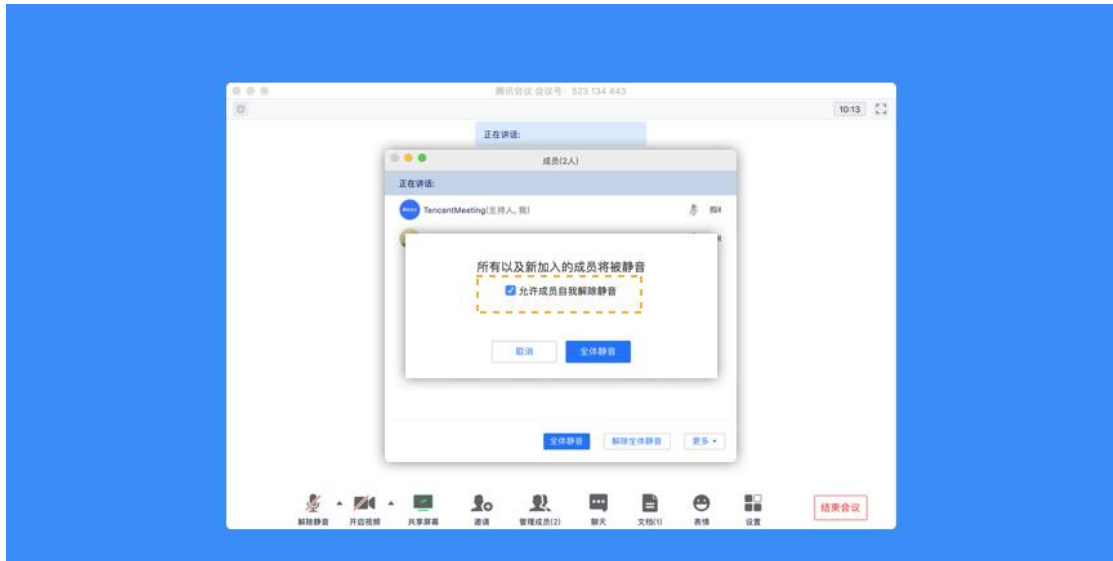 腾讯会议 会议号：523 134 443
10:13
正在讲话:
成员(2人)
正在讲话:
TencentMeeting(主持人, 我)
所有以及新加入的成员将被静音
允许成员自我解除静音
取消
全体静音
全体静音
解除全体静音
更多
解除静音
开启视频
共享屏幕
邀请
管理成员(2)
聊天
文档(1)
表情
设置
结束会议